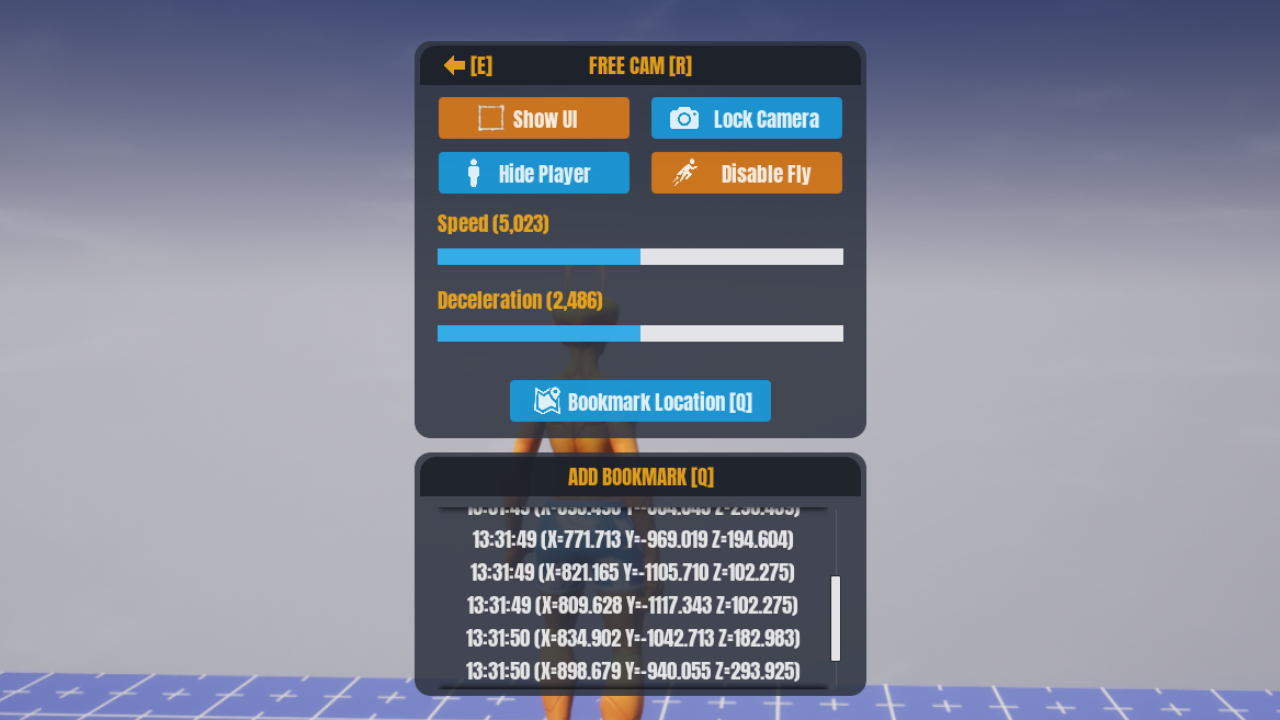 [E] FREE CAM [R]
Show UI Lock Camera
Hide Player Disable Fly
Speed (5,023)
Deceleration (2,486)
Bookmark Location [Q]
ADD BOOKMARK [Q]
13:31:49 (X=771.713 Y=-969.019 Z=194.604)
13:31:49 (X=821.165 Y=-1105.710 Z=102.275)
13:31:49 (X=809.628 Y=-1117.343 Z=102.275)
13:31:50 (X=834.902 Y=-1042.713 Z=182.983)
13:31:50 (X=898.679 Y=-940.055 Z=293.925)